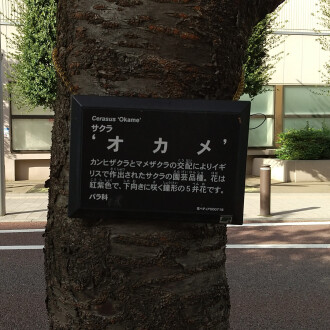 Cerasus 'Okame'
サクラ
‘オカメ’
カンヒザクラとマメザクラの交配によりイギ
リスで作出されたサクラの園芸品種。花は
紅紫色で、下向きに咲く鐘形の5弁花です。
バラ科